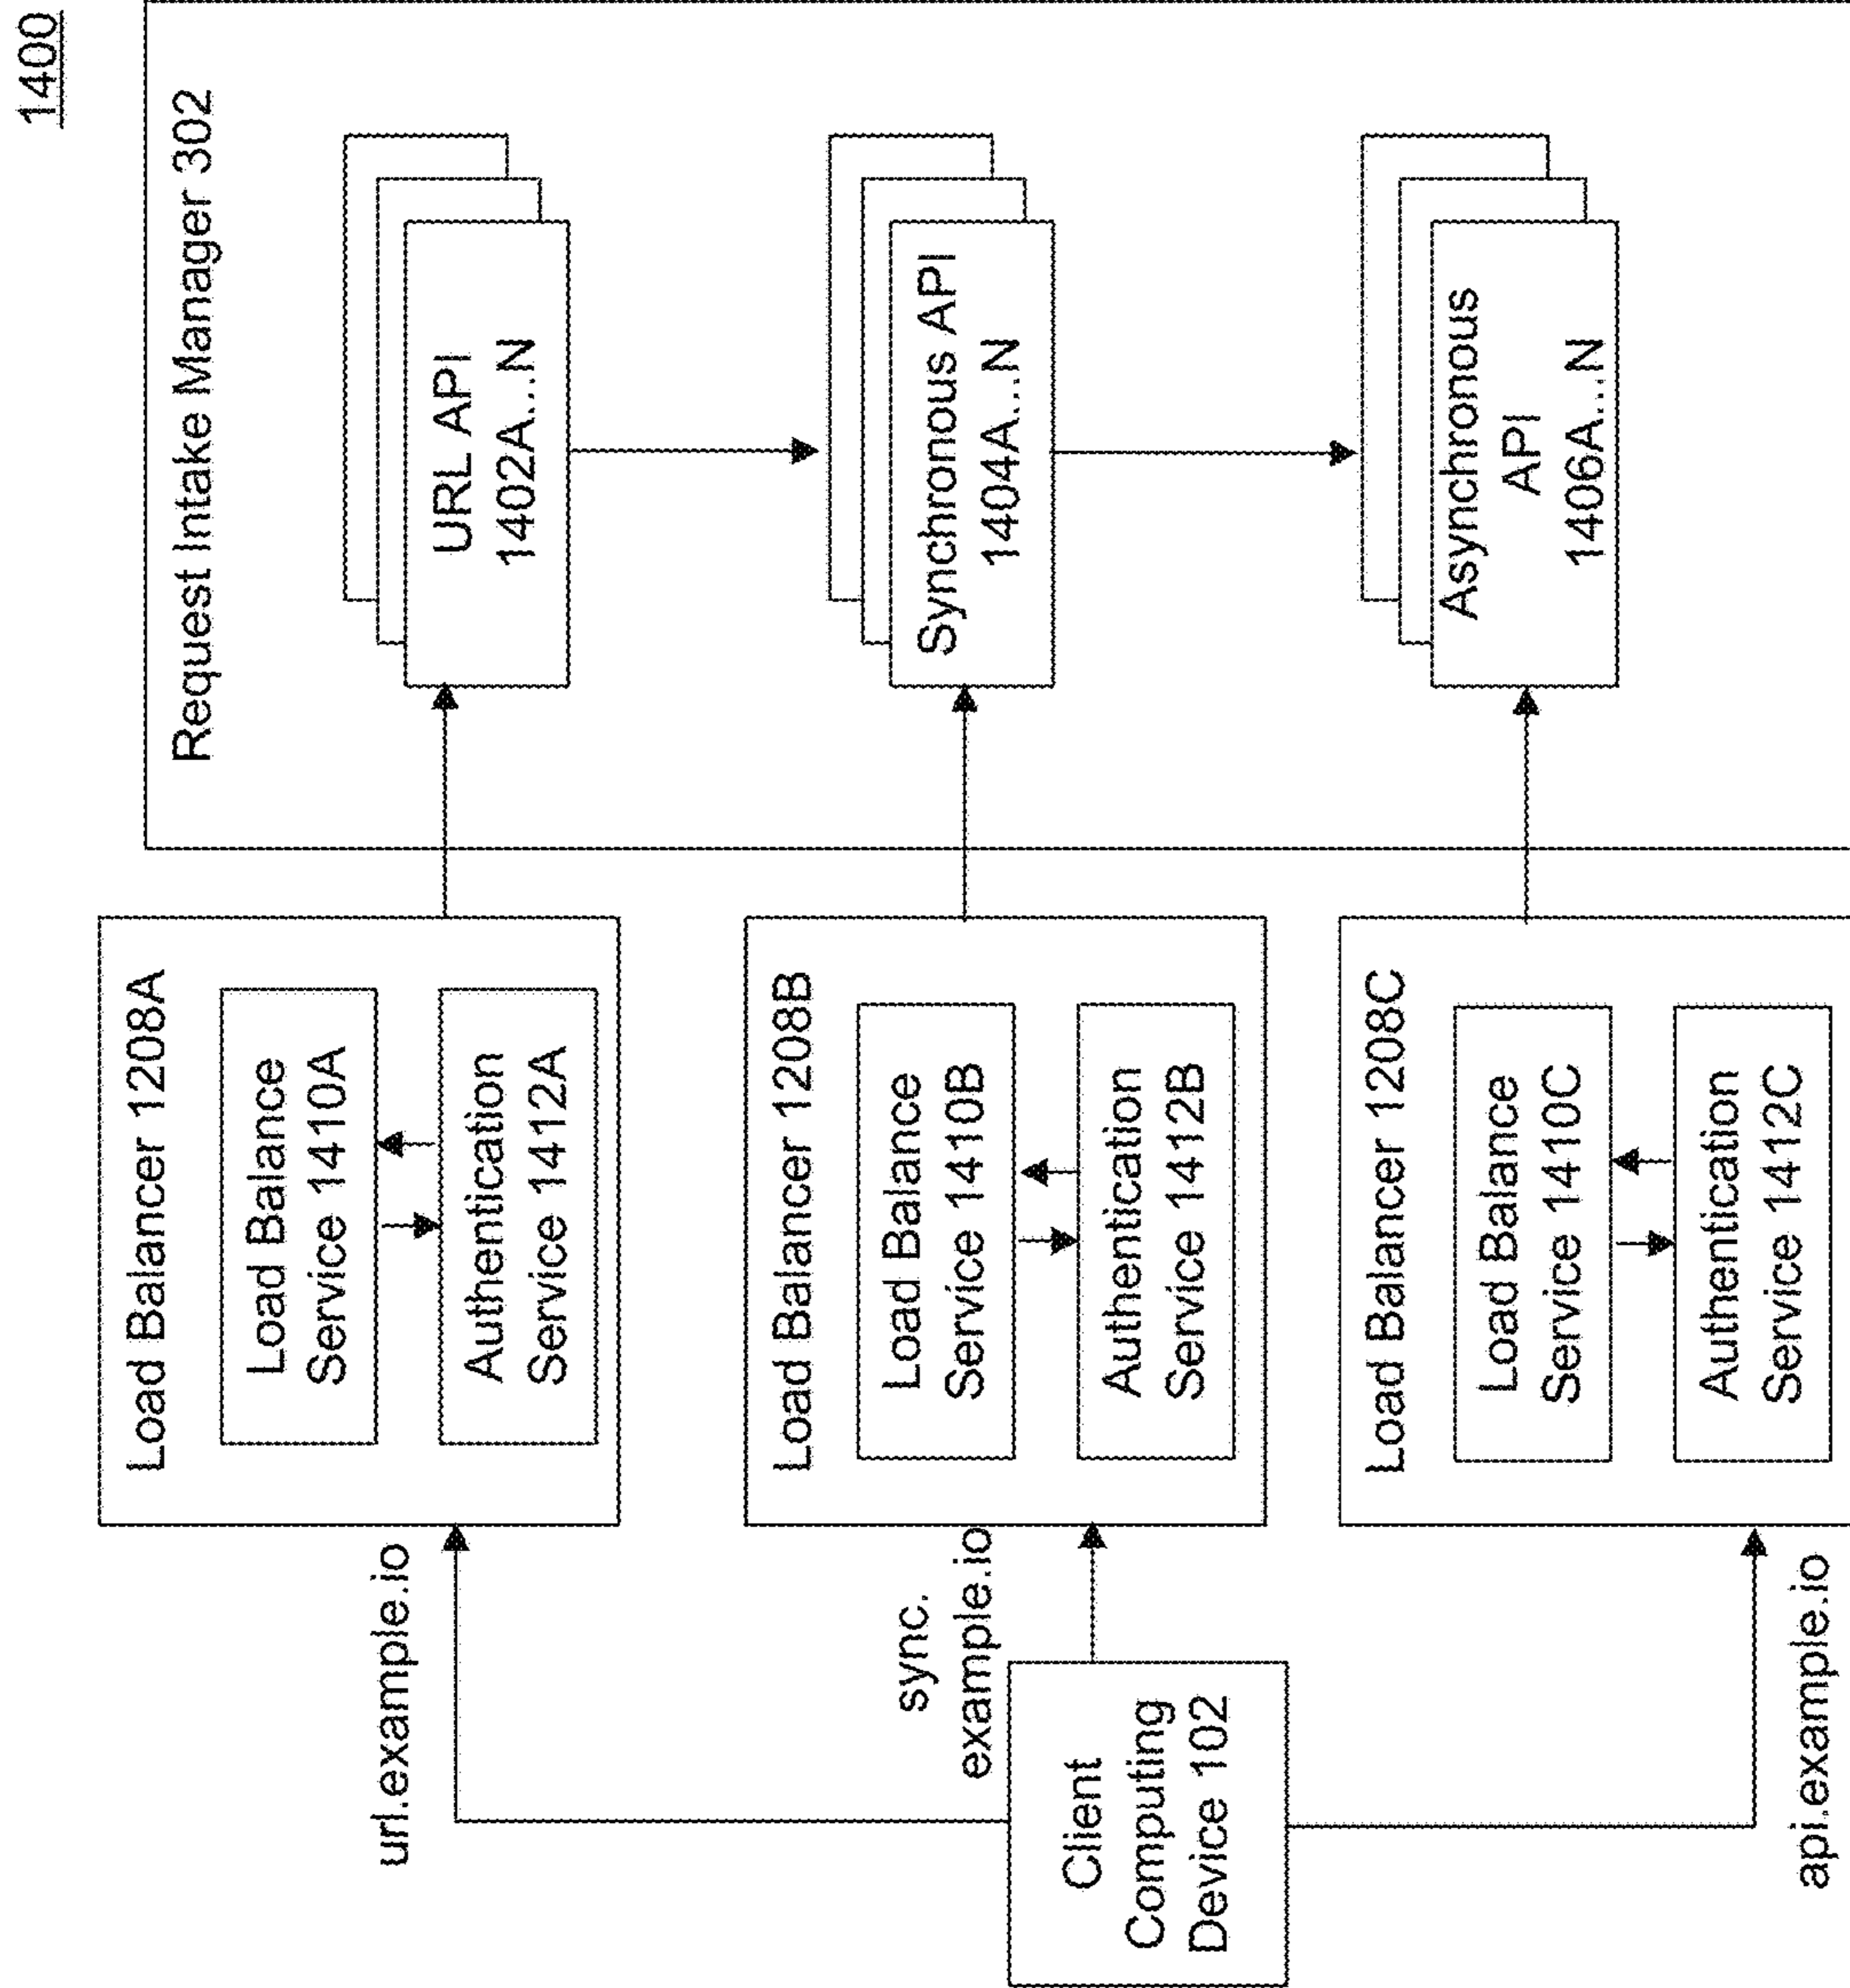 1400
Request Intake Manager 302
URL API
1402A...N
Synchronous API
1404A...N
Asynchronous
API
1406A...N
Load Balancer 1208A
Load Balance
Service 1410A
Authentication
Service 1412A
Load Balancer 1208B
Load Balance
Service 1410B
Authentication
Service 1412B
Load Balancer 1208C
Load Balance
Service 1410C
Authentication
Service 1412C
url.example.io
sync.
example.io
api.example.io
Client
Computing
Device 102